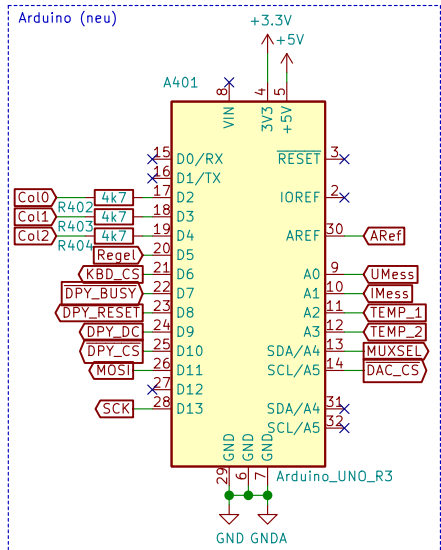 Arduino (neu)
+3.3V
+5V
A401
8 4 5
VIN 3V3 +5V
15 D0/RX RESET 3
16 D1/TX
Col0 4k7 17 D2 IOREF 2
R402
Col1 4k7 18 D3
R403
Col2 4k7 19 D4 AREF 30 ARef
R404
Regel 20 D5
KBD_CS 21 D6 A0 9 UMess
DPY_BUSY 22 D7 A1 10 IMess
DPY_RESET 23 D8 A2 11 TEMP_1
DPY_DC 24 D9 A3 12 TEMP_2
DPY_CS 25 D10 SDA/A4 13 MUXSEL
MOSI 26 D11 SCL/A5 14 DAC_CS
27 D12
SCK 28 D13 SDA/A4 31
SCL/A5 32
GND GND GND
29 6 7
Arduino_UNO_R3
GND GNDA